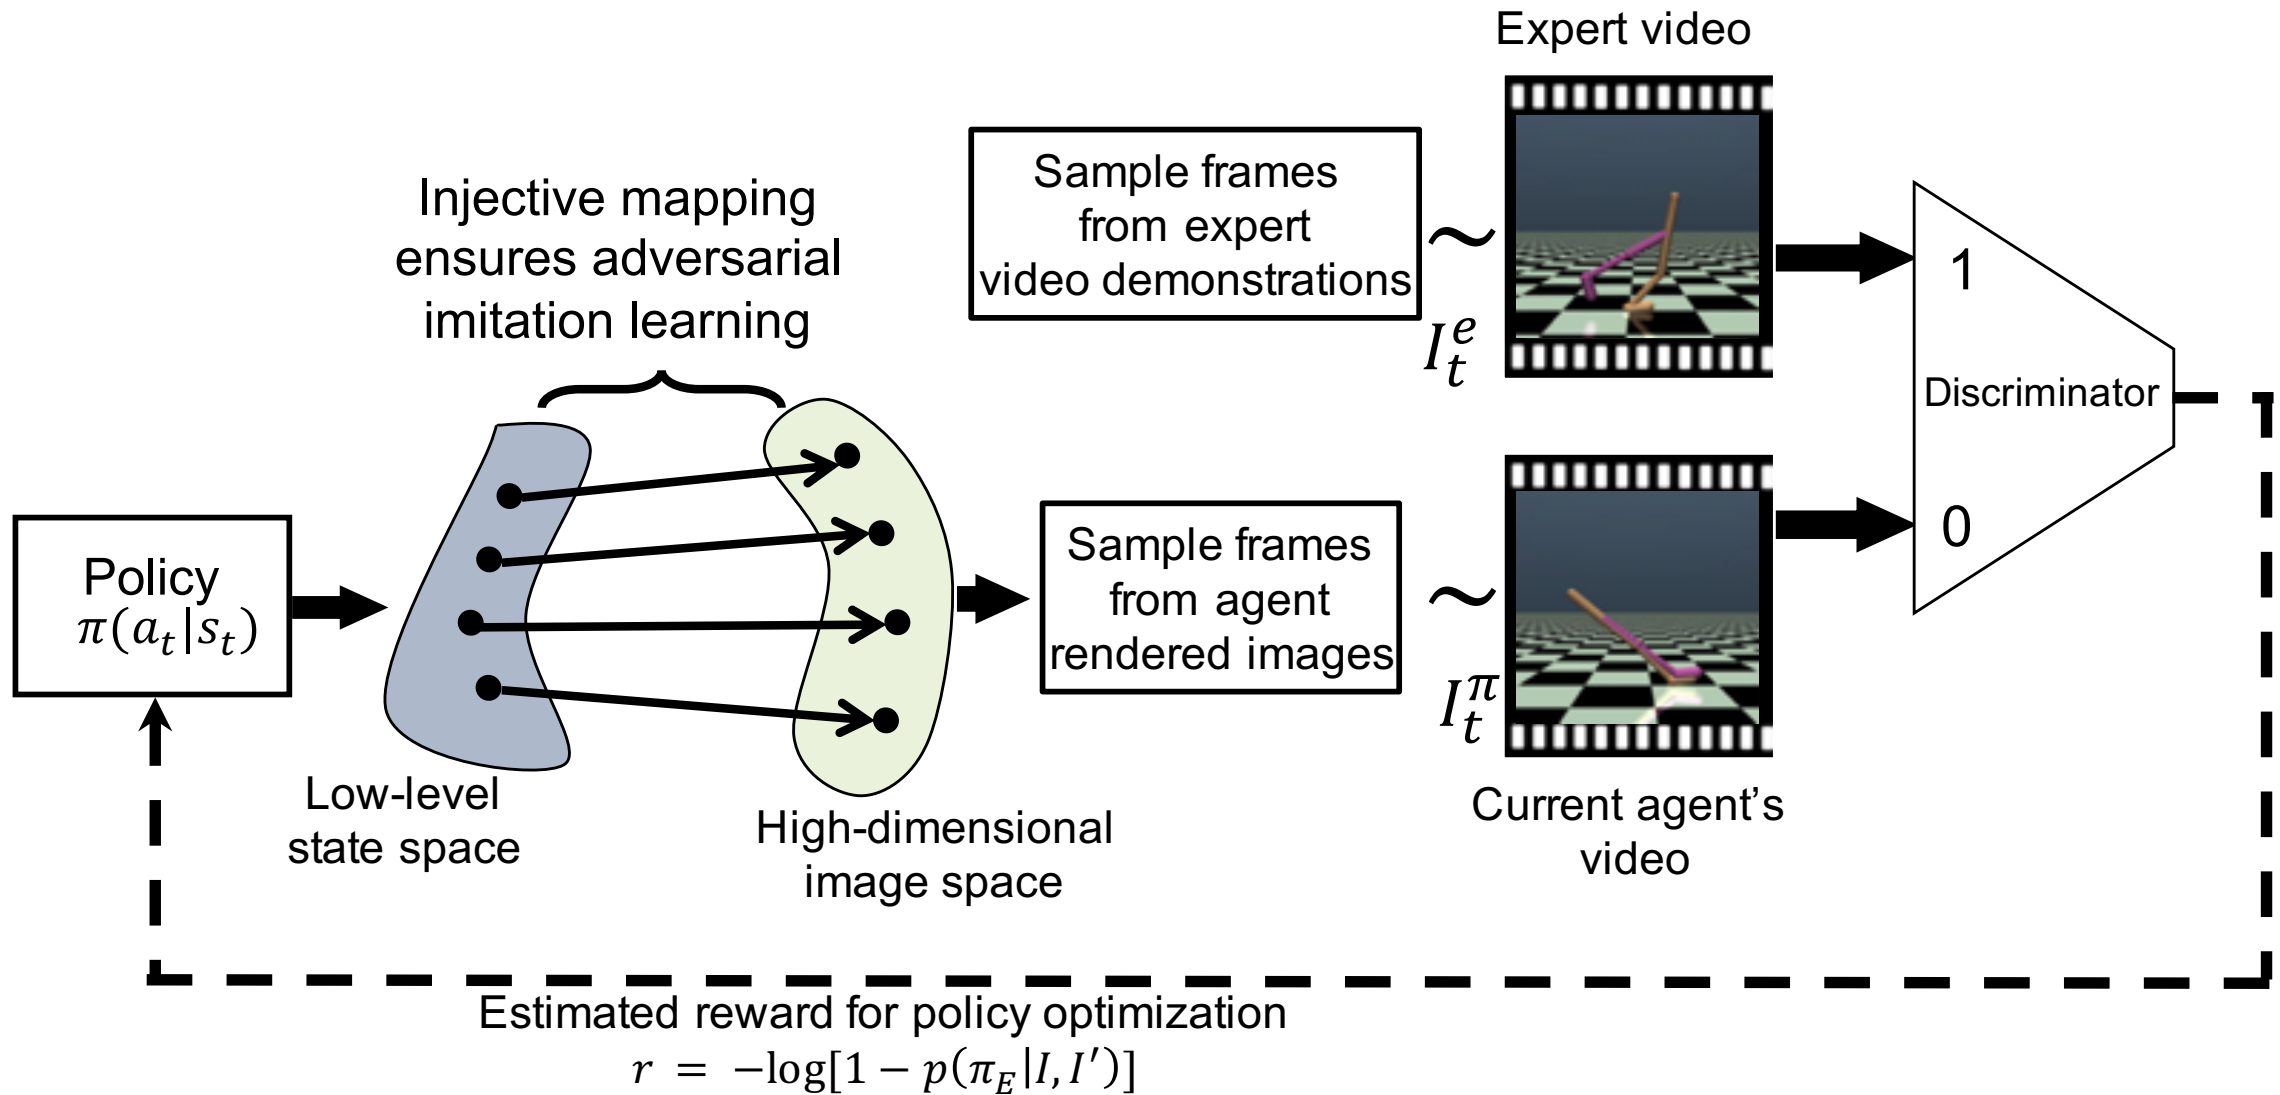 Expert video
Sample frames
from expert
video demonstrations
∼
I_t^e
Injective mapping
ensures adversarial
imitation learning
1
Discriminator
0
Policy
π(a_t|s_t)
Sample frames
from agent
rendered images
∼
I_t^π
Low-level
state space
High-dimensional
image space
Current agent's
video
Estimated reward for policy optimization
r = −log[1 − p(π_E|I, I′)]